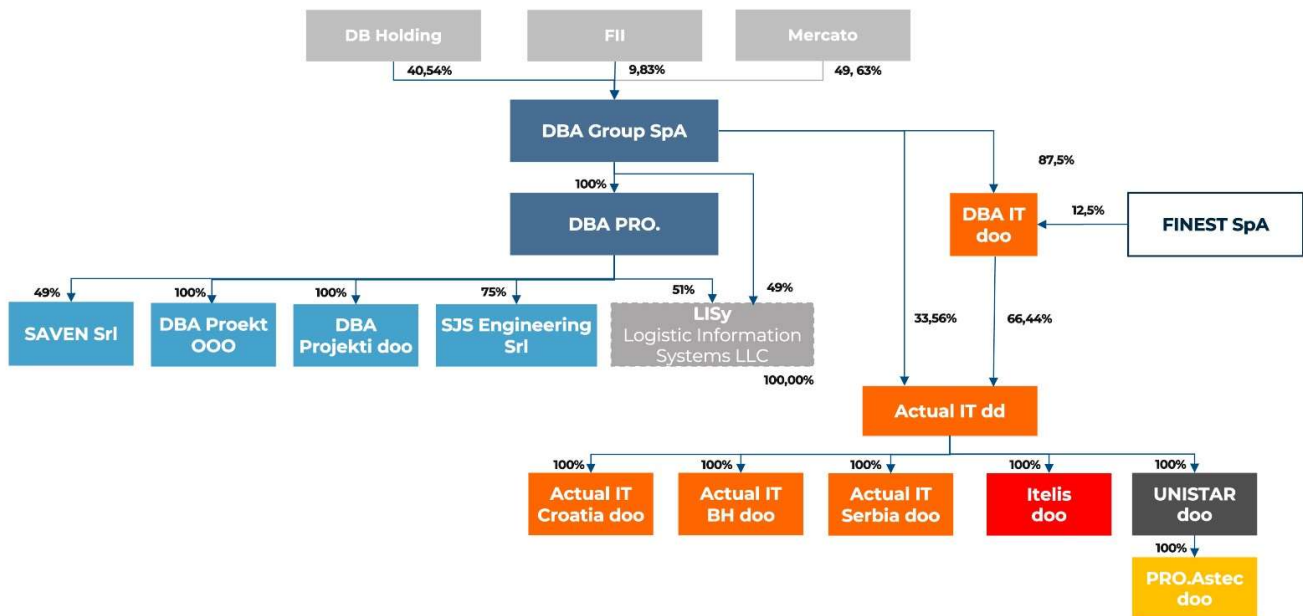 DB Holding
FII
Mercato
40,54%
9,83%
49, 63%
DBA Group SpA
87,5%
100%
DBA PRO.
DBA IT
doo
12,5%
FINEST SpA
49%
100%
100%
75%
51%
49%
SAVEN Srl
DBA Proekt
OOO
DBA
Projekti doo
SJS Engineering
Srl
LISy
Logistic Information
Systems LLC
100,00%
33,56%
66,44%
Actual IT dd
100%
100%
100%
100%
100%
Actual IT
Croatia doo
Actual IT
BH doo
Actual IT
Serbia doo
Itelis
doo
UNISTAR
doo
100%
PRO.Astec
doo